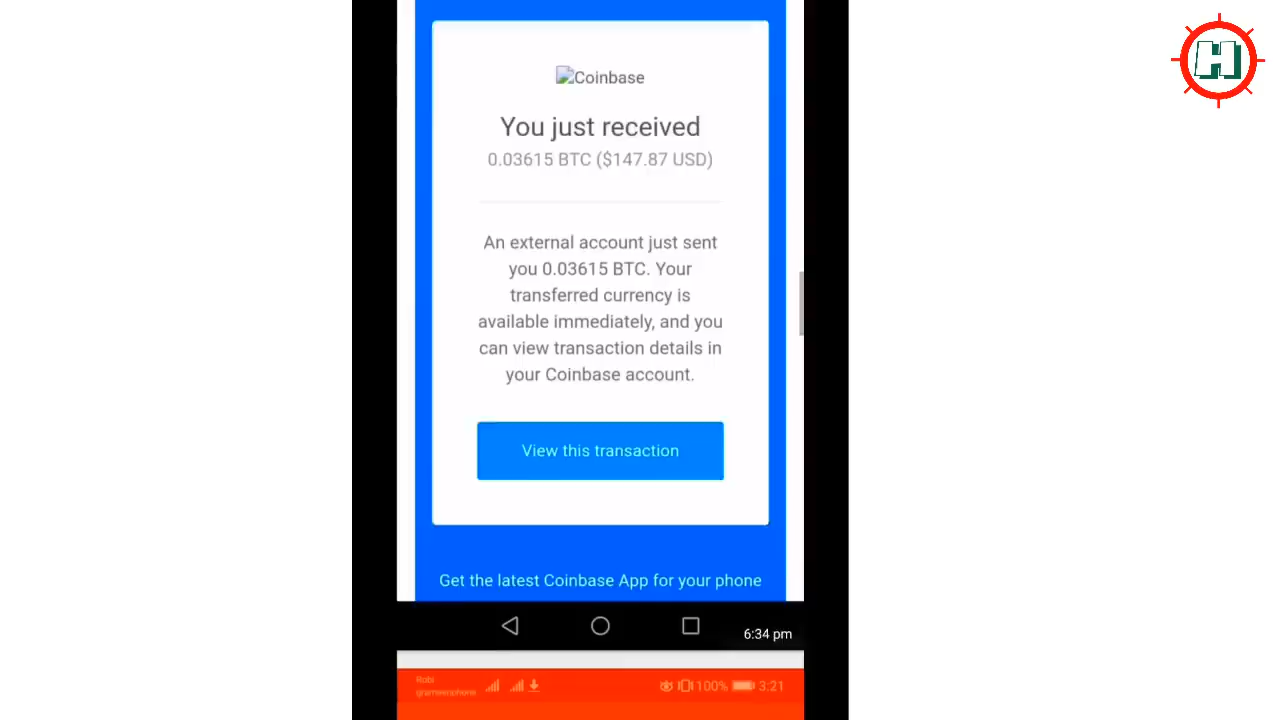 H
Coinbase
You just received
0.03615 BTC ($147.87 USD)
An external account just sent
you 0.03615 BTC. Your
transferred currency is
available immediately, and you
can view transaction details in
your Coinbase account.
View this transaction
Get the latest Coinbase App for your phone
6:34 pm
Robi
grameenphone
100%
3:21